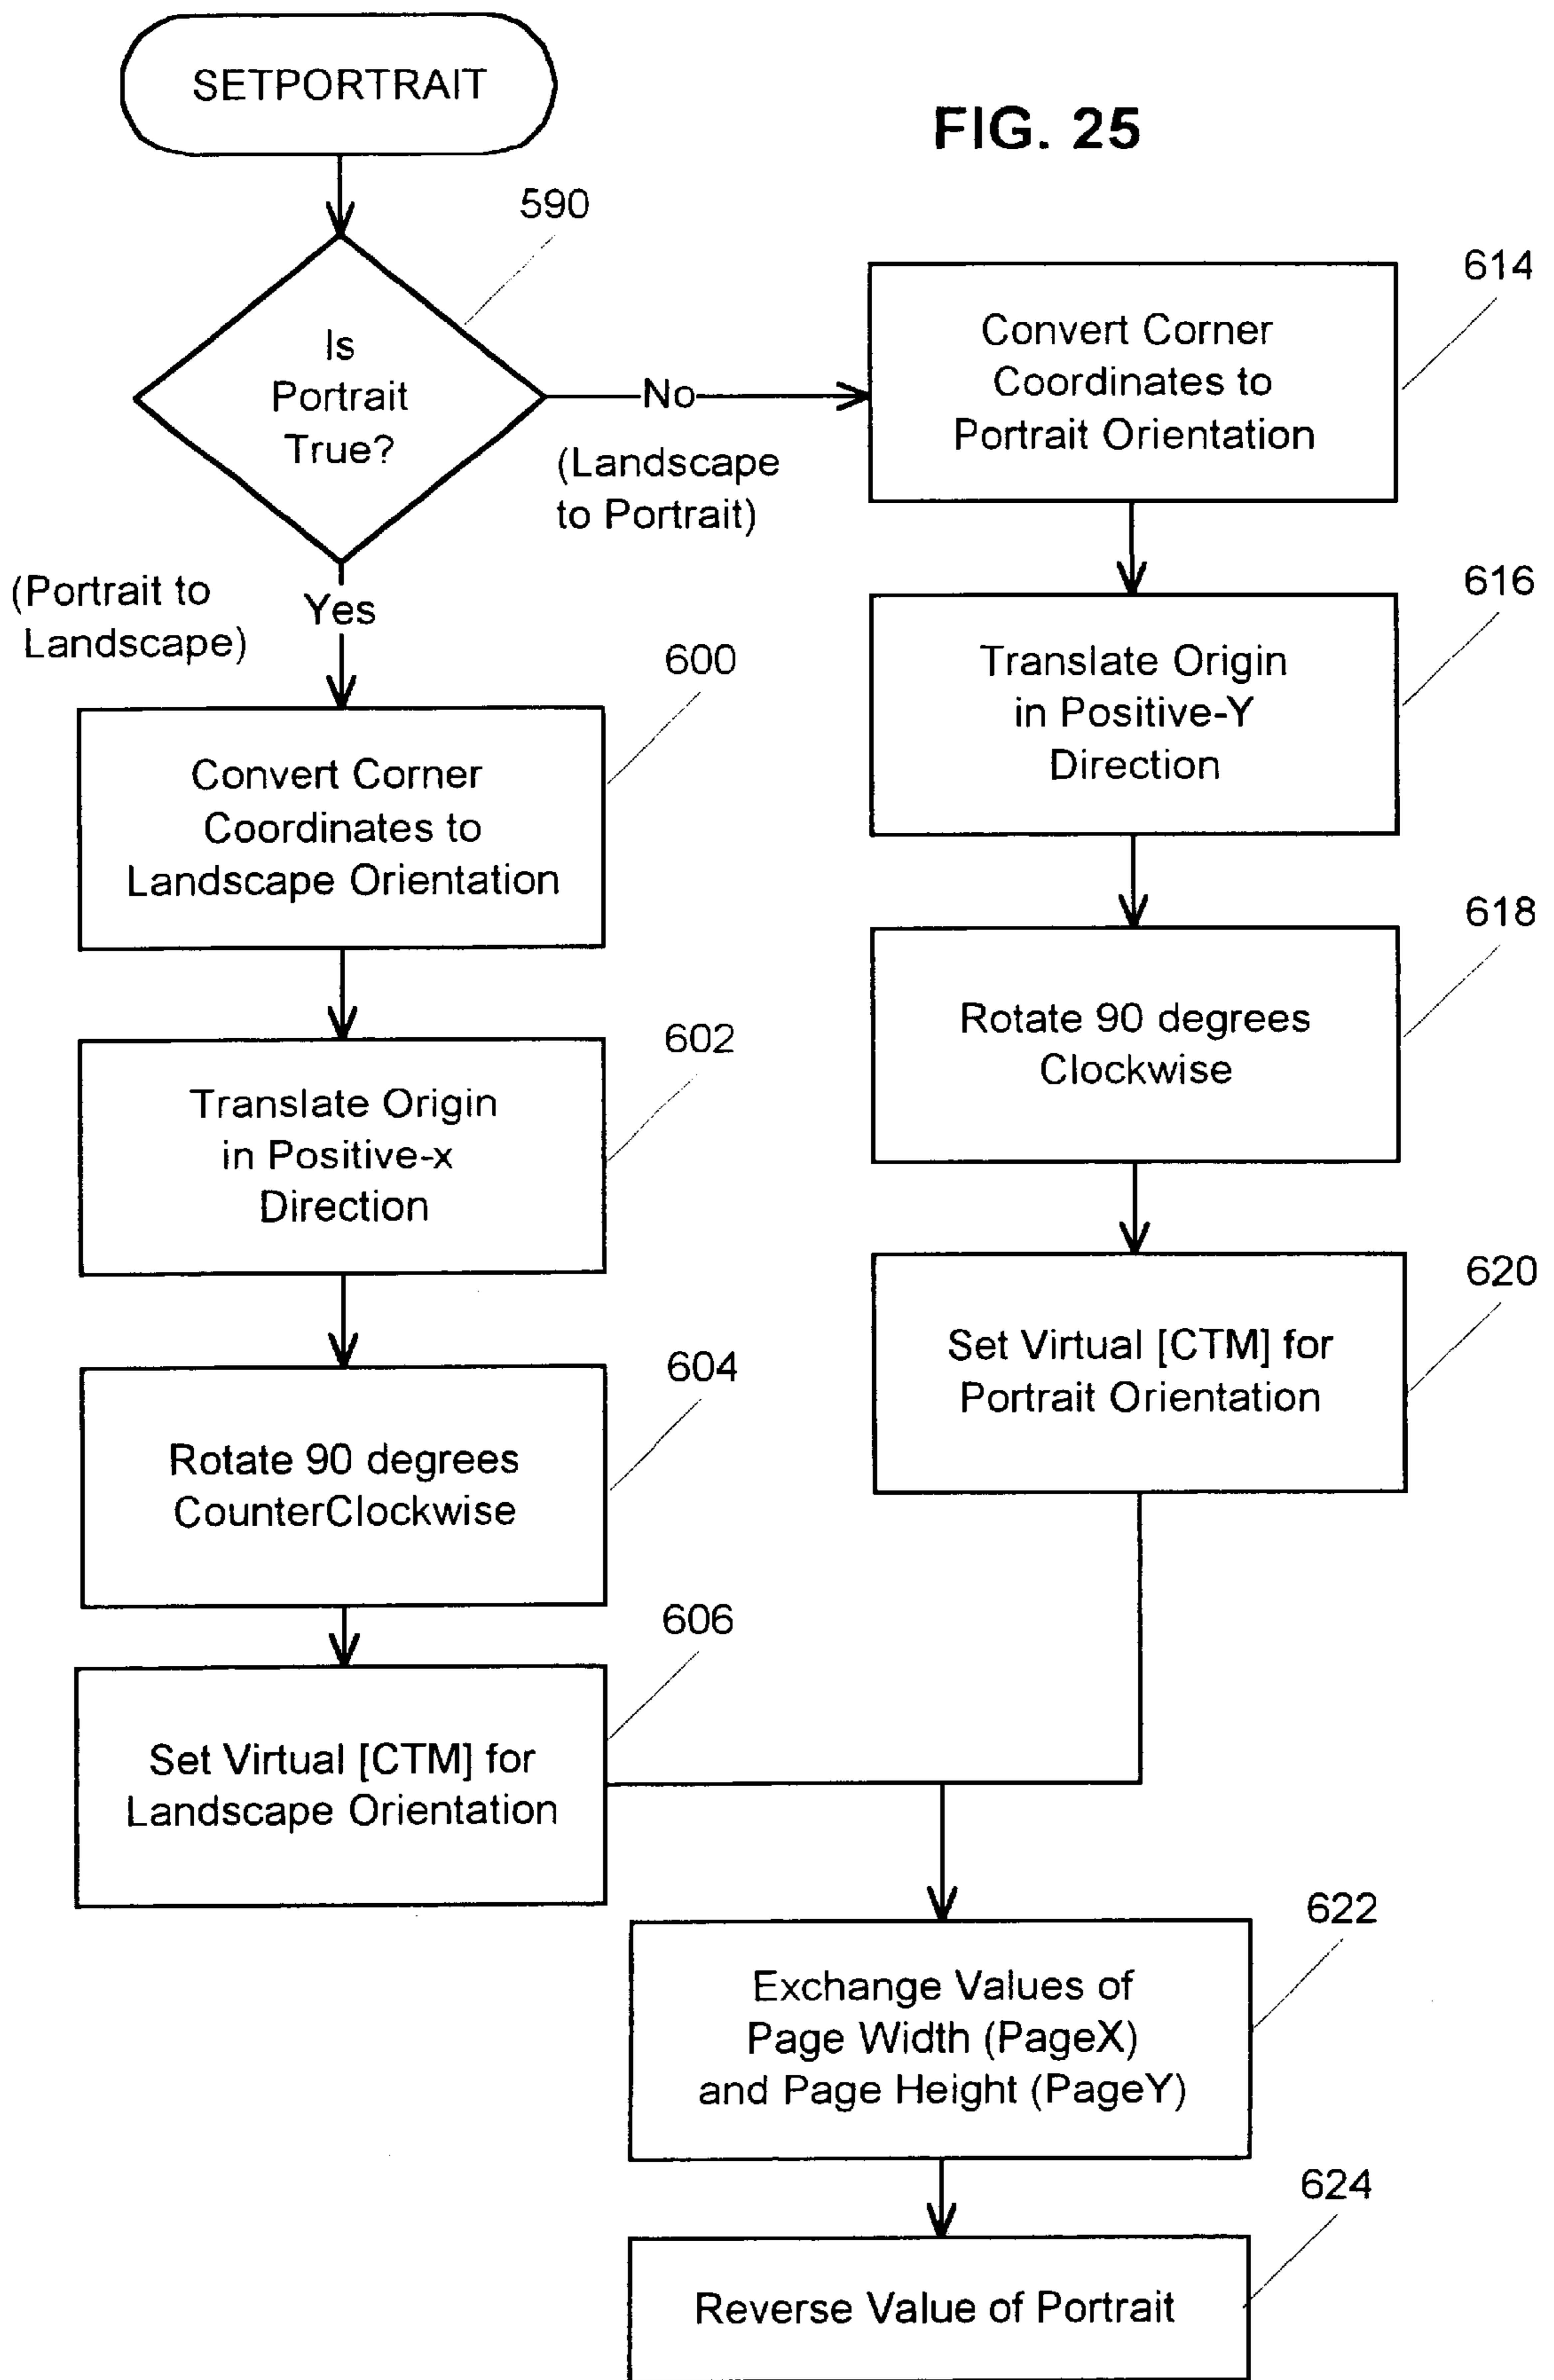 SETPORTRAIT
FIG. 25
590
Is
Portrait
True?
No
(Landscape
to Portrait)
(Portrait to
Landscape)
Yes
600
Convert Corner
Coordinates to
Landscape Orientation
602
Translate Origin
in Positive-x
Direction
604
Rotate 90 degrees
CounterClockwise
606
Set Virtual [CTM] for
Landscape Orientation
614
Convert Corner
Coordinates to
Portrait Orientation
616
Translate Origin
in Positive-Y
Direction
618
Rotate 90 degrees
Clockwise
620
Set Virtual [CTM] for
Portrait Orientation
622
Exchange Values of
Page Width (PageX)
and Page Height (PageY)
624
Reverse Value of Portrait